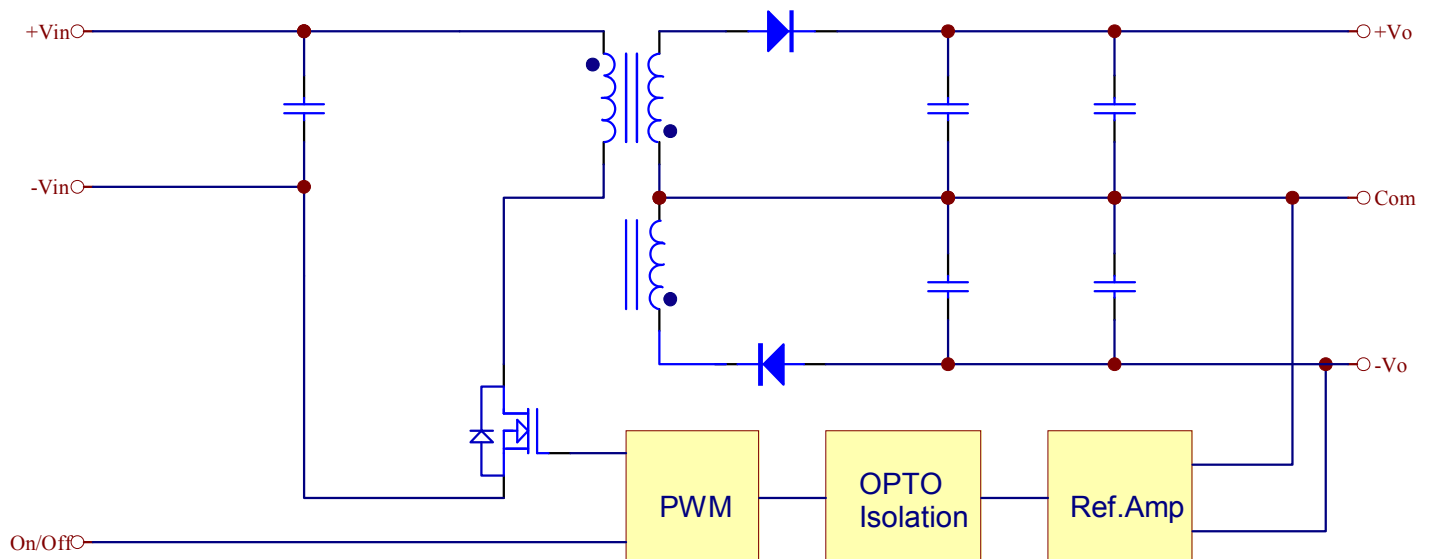 +Vin
+Vo
-Vin
Com
-Vo
PWM
OPTO
Isolation
Ref.Amp
On/Off